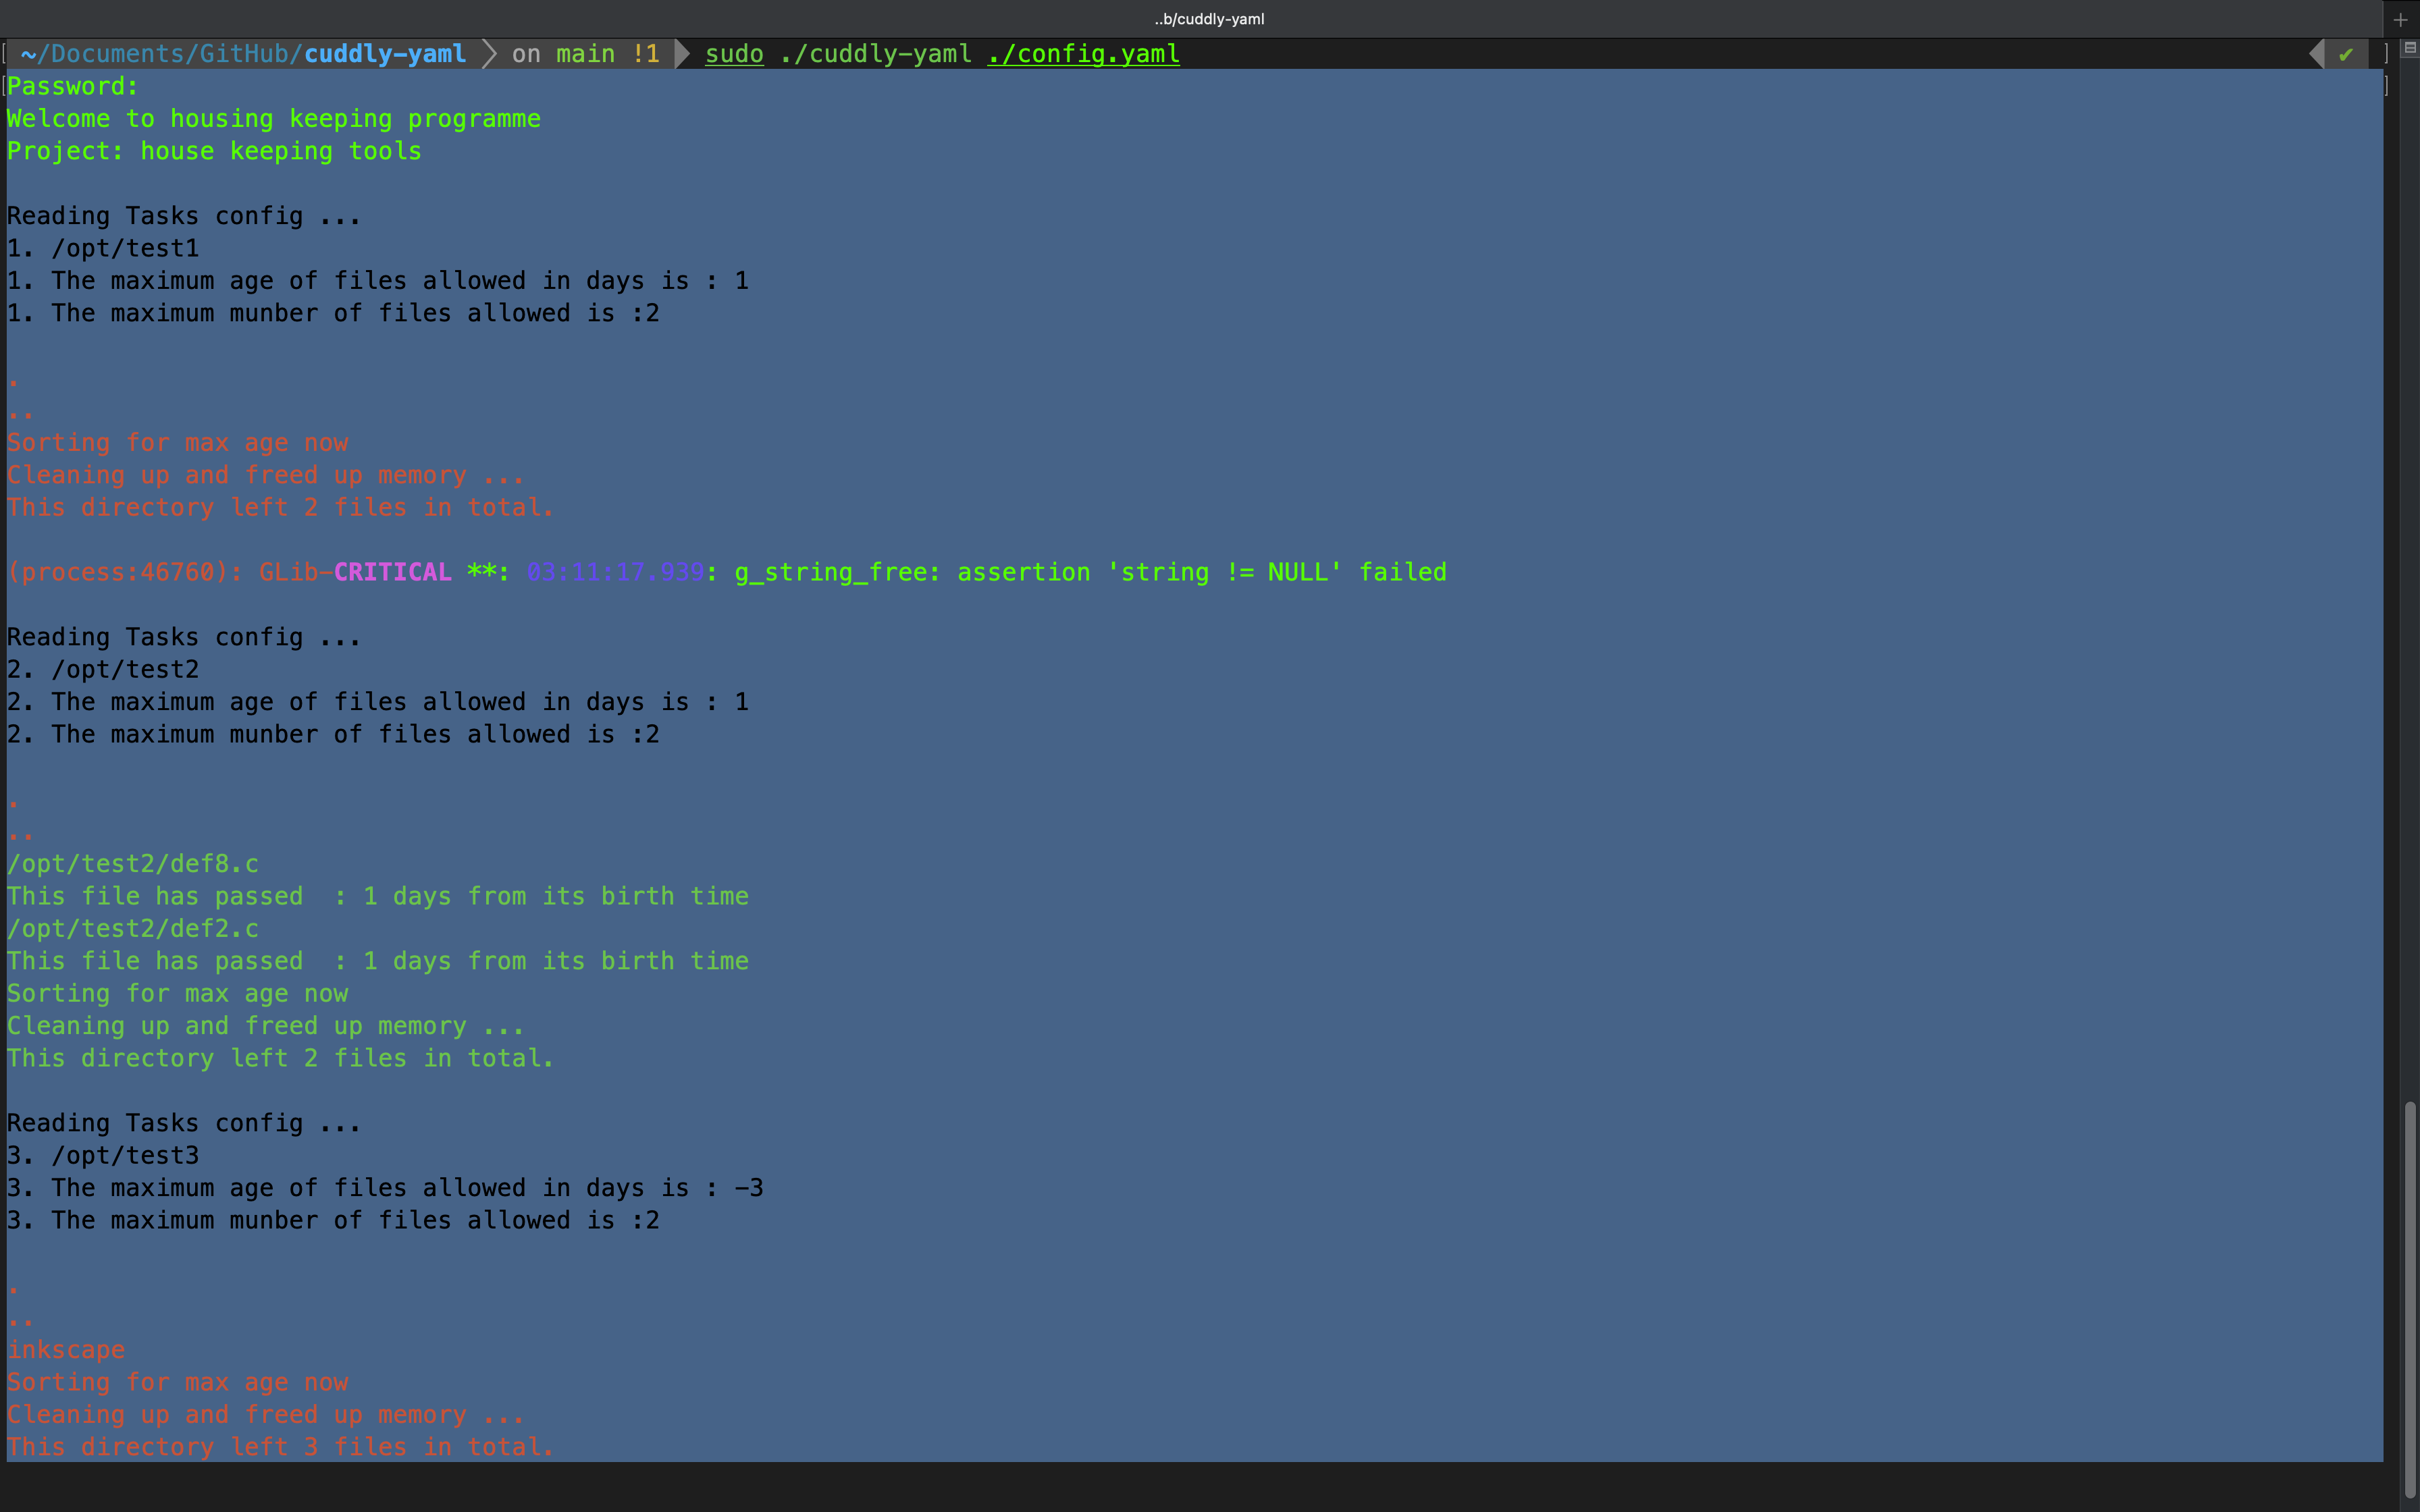 ..b/cuddly-yaml
~/Documents/GitHub/cuddly-yaml on main !1 sudo ./cuddly-yaml ./config.yaml ✔
Password:
Welcome to housing keeping programme
Project: house keeping tools
Reading Tasks config ...
1. /opt/test1
1. The maximum age of files allowed in days is : 1
1. The maximum munber of files allowed is :2
.
..
Sorting for max age now
Cleaning up and freed up memory ...
This directory left 2 files in total.
(process:46760): GLib-CRITICAL **: 03:11:17.939: g_string_free: assertion 'string != NULL' failed
Reading Tasks config ...
2. /opt/test2
2. The maximum age of files allowed in days is : 1
2. The maximum munber of files allowed is :2
.
..
/opt/test2/def8.c
This file has passed  : 1 days from its birth time
/opt/test2/def2.c
This file has passed  : 1 days from its birth time
Sorting for max age now
Cleaning up and freed up memory ...
This directory left 2 files in total.
Reading Tasks config ...
3. /opt/test3
3. The maximum age of files allowed in days is : -3
3. The maximum munber of files allowed is :2
.
..
inkscape
Sorting for max age now
Cleaning up and freed up memory ...
This directory left 3 files in total.